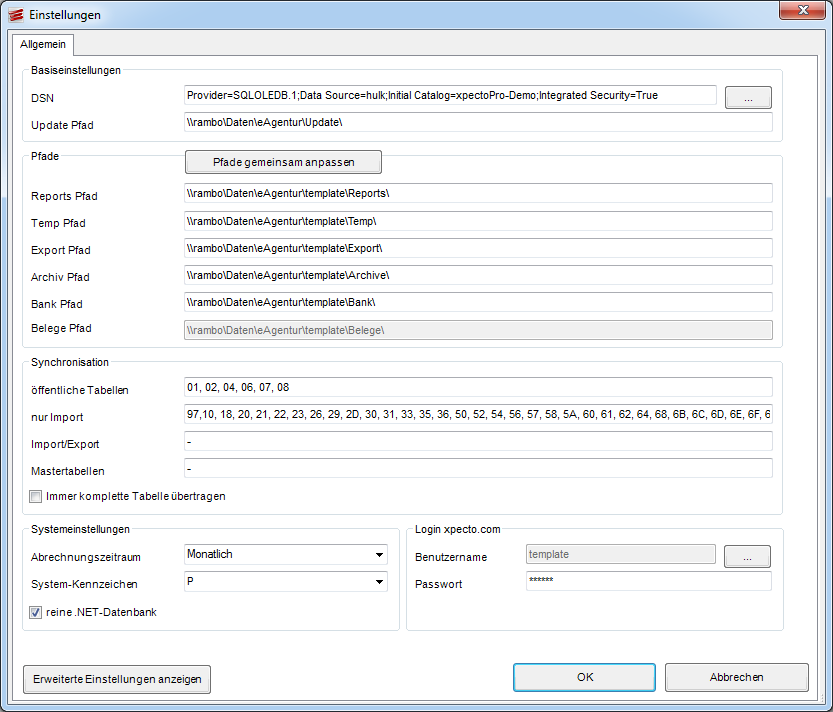 Einstellungen
Allgemein
Basiseinstellungen
DSN Provider=SQLOLEDB.1;Data Source=hulk;Initial Catalog=xpectoPro-Demo;Integrated Security=True ...
Update Pfad \\rambo\Daten\eAgentur\Update\
Pfade Pfade gemeinsam anpassen
Reports Pfad \\rambo\Daten\eAgentur\template\Reports\
Temp Pfad \\rambo\Daten\eAgentur\template\Temp\
Export Pfad \\rambo\Daten\eAgentur\template\Export\
Archiv Pfad \\rambo\Daten\eAgentur\template\Archive\
Bank Pfad \\rambo\Daten\eAgentur\template\Bank\
Belege Pfad \\rambo\Daten\eAgentur\template\Belege\
Synchronisation
öffentliche Tabellen 01, 02, 04, 06, 07, 08
nur Import 97,10, 18, 20, 21, 22, 23, 26, 29, 2D, 30, 31, 33, 35, 36, 50, 52, 54, 56, 57, 58, 5A, 60, 61, 62, 64, 68, 6B, 6C, 6D, 6E, 6F, 6
Import/Export -
Mastertabellen -
Immer komplette Tabelle übertragen
Systemeinstellungen
Abrechnungszeitraum Monatlich
System-Kennzeichen P
reine .NET-Datenbank
Login xpecto.com
Benutzername template ...
Passwort ******
Erweiterte Einstellungen anzeigen OK Abbrechen